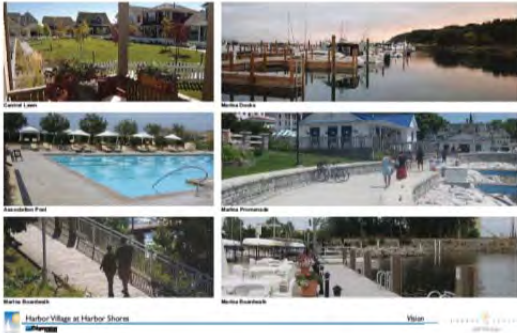 Central Lawn
Marina Docks
Association Pool
Marina Promenade
Marina Boardwalk
Marina Boardwalk
Harbor Village at Harbor Shores
Vision